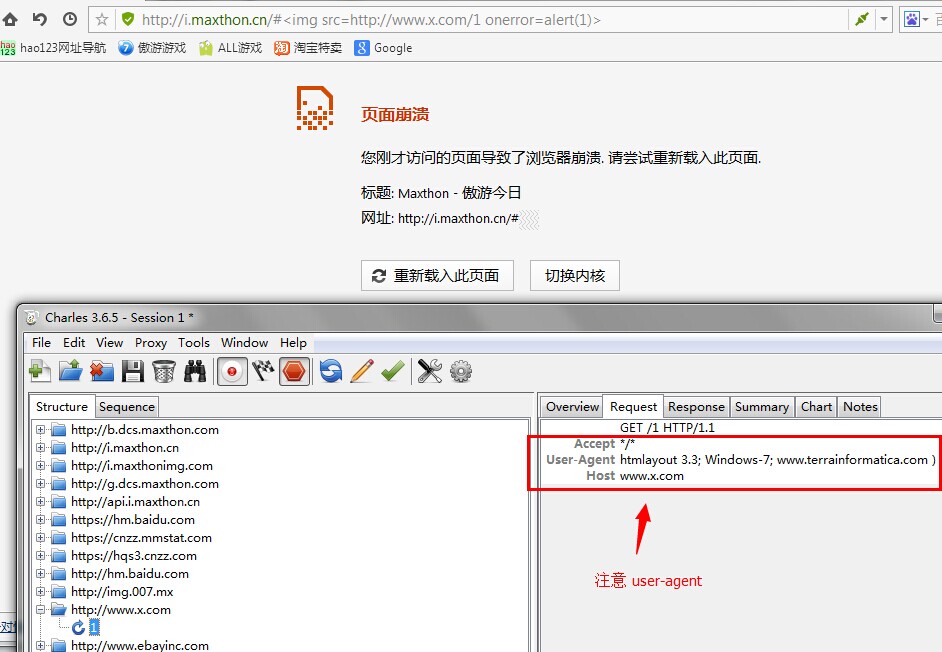 http://i.maxthon.cn/#<img src=http://www.x.com/1 onerror=alert(1)>
hao123 hao123网址导航 傲游游戏 ALL游戏 淘 淘宝特卖 8 Google
页面崩溃
您刚才访问的页面导致了浏览器崩溃. 请尝试重新载入此页面.
标题: Maxthon - 傲游今日
网址: http://i.maxthon.cn/#
重新载入此页面 切换内核
Charles 3.6.5 - Session 1 *
File Edit View Proxy Tools Window Help
Structure Sequence
Overview Request Response Summary Chart Notes
http://b.dcs.maxthon.com
http://i.maxthon.cn
http://i.maxthonimg.com
http://g.dcs.maxthon.com
http://api.i.maxthon.cn
https://hm.baidu.com
https://cnzz.mmstat.com
https://hqs3.cnzz.com
http://hm.baidu.com
http://img.007.mx
http://www.x.com
1
http://www.ebayinc.com
GET /1 HTTP/1.1
Accept */*
User-Agent htmlayout 3.3; Windows-7; www.terrainformatica.com )
Host www.x.com
注意 user-agent